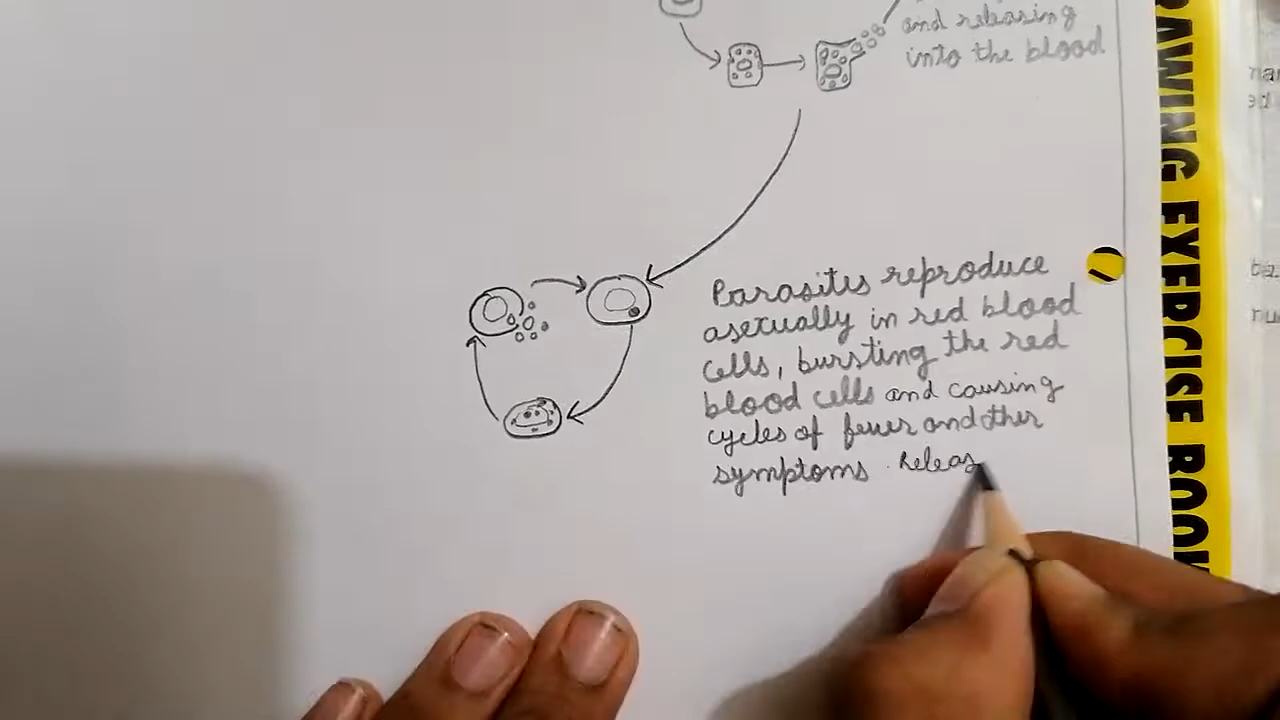 and releasing
into the blood
Parasites reproduce
asexually in red blood
cells, bursting the red
blood cells and causing
cycles of fever and other
symptoms. Releas
RAWING EXERCISE BOOK